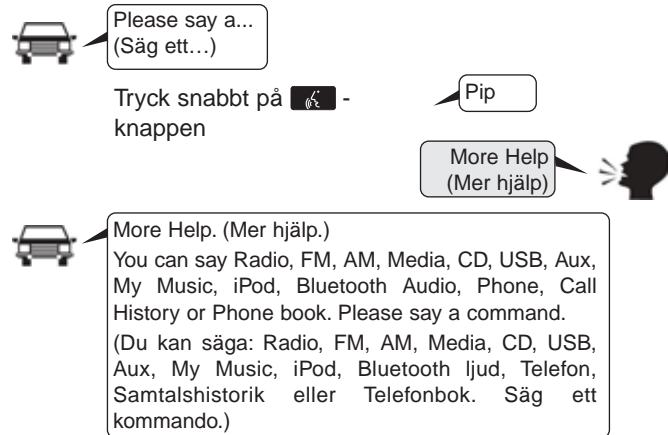 Please say a...
(Säg ett…)
Tryck snabbt på -
knappen
Pip
More Help
(Mer hjälp)
More Help. (Mer hjälp.)
You can say Radio, FM, AM, Media, CD, USB, Aux,
My Music, iPod, Bluetooth Audio, Phone, Call
History or Phone book. Please say a command.
(Du kan säga: Radio, FM, AM, Media, CD, USB,
Aux, My Music, iPod, Bluetooth ljud, Telefon,
Samtalshistorik eller Telefonbok. Säg ett
kommando.)